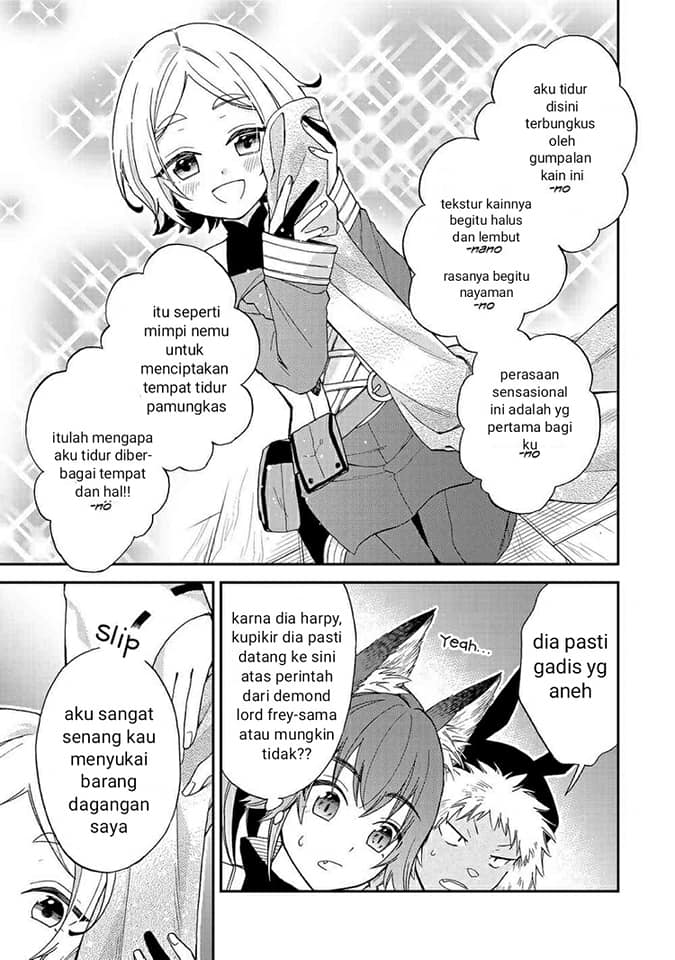 aku tidur
disini
terbungkus
oleh
gumpalan
kain ini
-no
tekstur kainnya
begitu halus
dan lembut
-nano
rasanya begitu
nayaman
-no
perasaan
sensasional
ini adalah yg
pertama bagi
ku
-no
itu seperti
mimpi nemu
untuk
menciptakan
tempat tidur
pamungkas
itulah mengapa
aku tidur diber-
bagai tempat
dan hal!!
-nö
dia pasti
gadis yg
aneh
Yeah...
karna dia harpy,
kupikir dia pasti
datang ke sini
atas perintah
dari demond
lord frey-sama
atau mungkin
tidak??
slip
aku sangat
senang kau
menyukai
barang
dagangan
saya